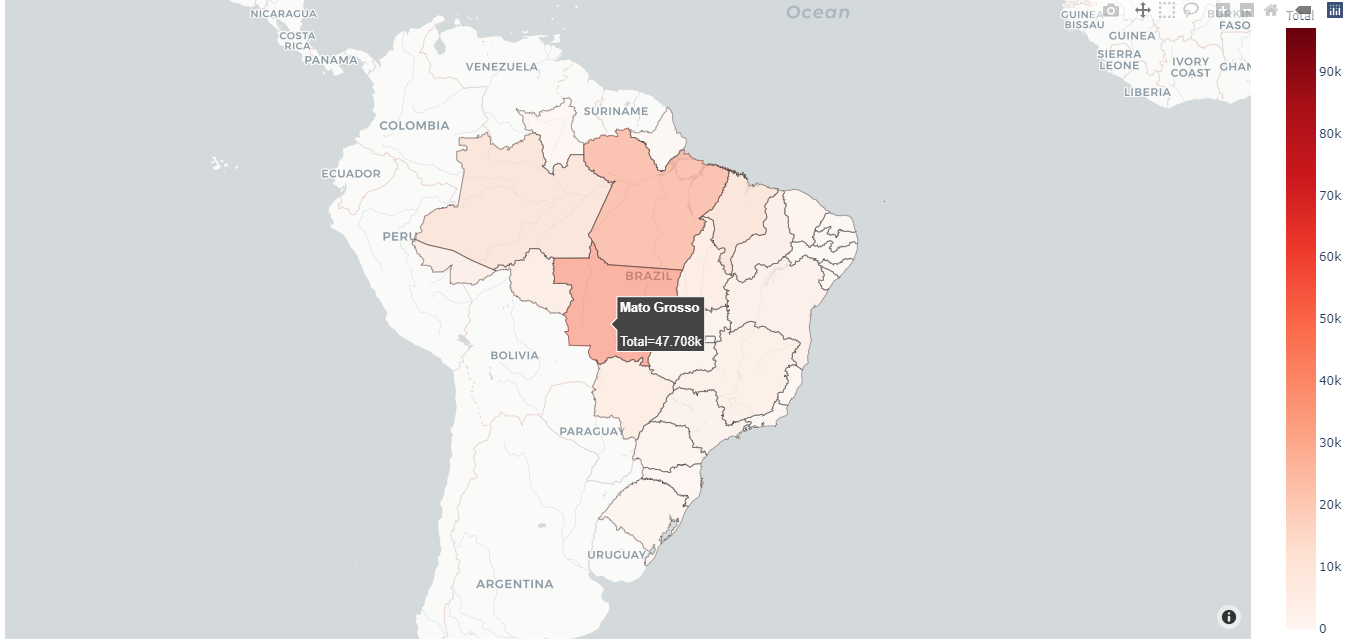 NICARAGUA
Ocean
GUINEA
BISSAU
BURKINA
FASO
Total
COSTA
RICA
GUINEA
PANAMA
SIERRA
LEONE
VENEZUELA
IVORY
COAST
GHAN
90k
LIBERIA
SURINAME
COLOMBIA
80k
ECUADOR
70k
PERU
60k
BRAZIL
Mato Grosso
50k
Total=47.708k
BOLIVIA
40k
PARAGUAY
30k
20k
URUGUAY
10k
ARGENTINA
0